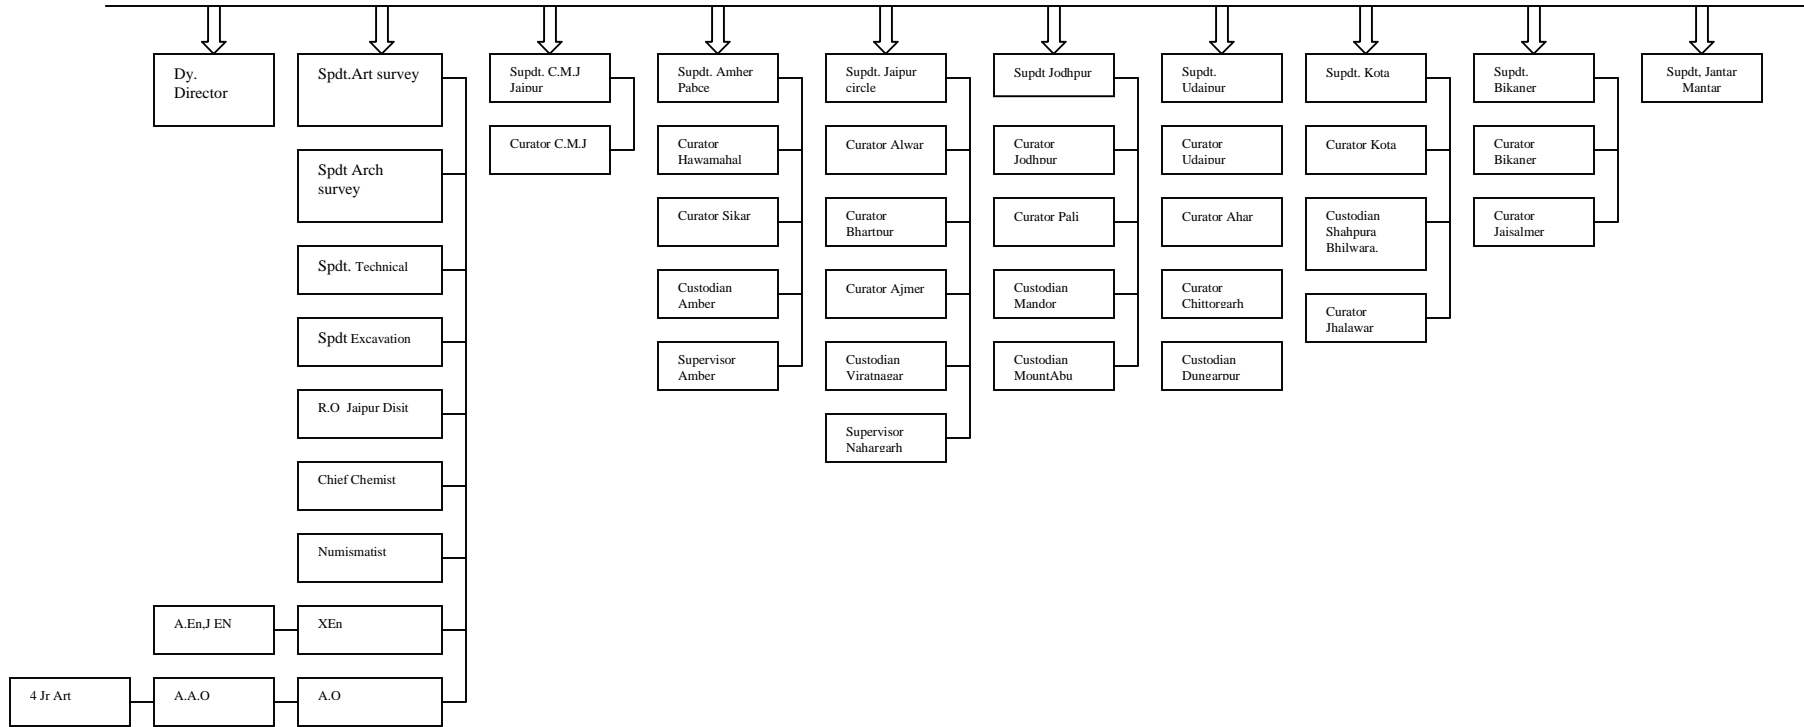 Dy.
Director
Spdt.Art survey
Spdt Arch
survey
Spdt. Technical
Spdt Excavation
R.O  Jaipur Disit
Chief Chemist
Numismatist
XEn
A.En,J EN
A.O
A.A.O
4 Jr Art
Supdt. C.M.J
Jaipur
Curator C.M.J
Supdt. Amher
Pabce
Curator
Hawamahal
Curator Sikar
Custodian
Amber
Supervisor
Amber
Supdt. Jaipur
circle
Curator Alwar
Curator
Bhartpur
Curator Ajmer
Custodian
Viratnagar
Supervisor
Nahargarh
Supdt Jodhpur
Curator
Jodhpur
Curator Pali
Custodian
Mandor
Custodian
MountAbu
Supdt.
Udaipur
Curator
Udaipur
Curator Ahar
Curator
Chittorgarh
Custodian
Dungarpur
Supdt. Kota
Curator Kota
Custodian
Shahpura
Bhilwara.
Curator
Jhalawar
Supdt.
Bikaner
Curator
Bikaner
Curator
Jaisalmer
Supdt, Jantar
Mantar